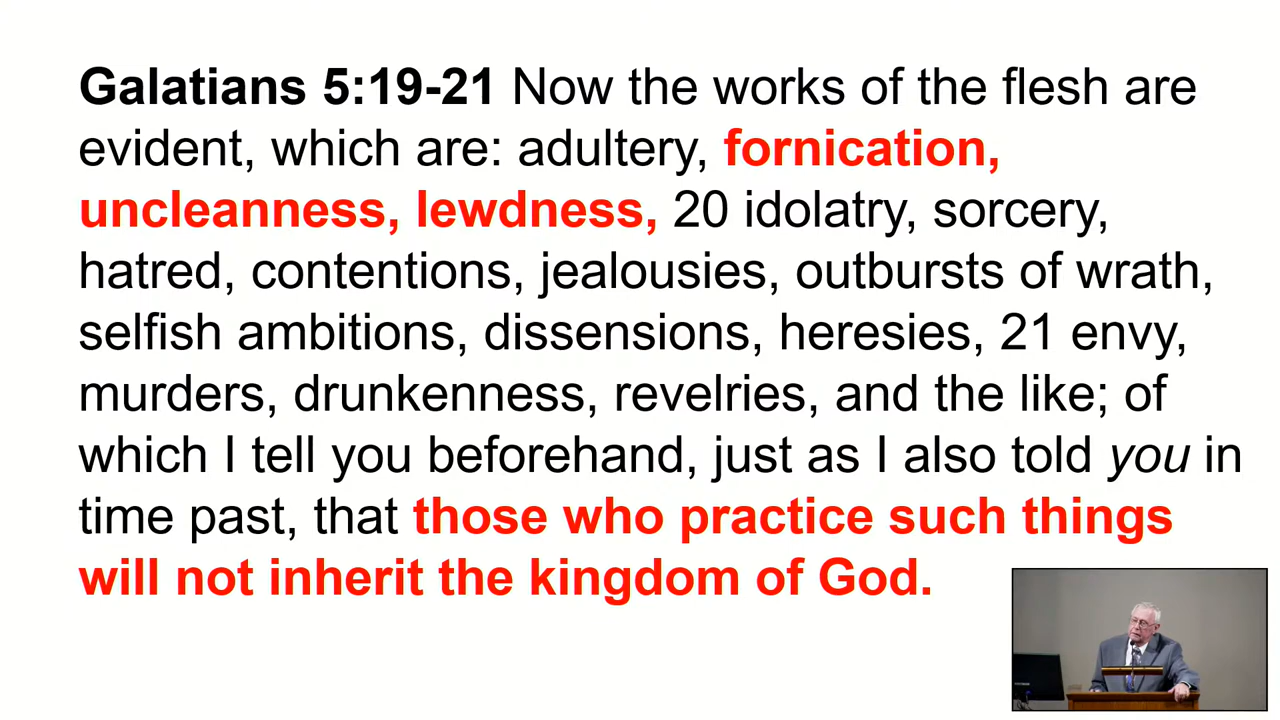 Galatians 5:19-21 Now the works of the flesh are
evident, which are: adultery, fornication,
uncleanness, lewdness, 20 idolatry, sorcery,
hatred, contentions, jealousies, outbursts of wrath,
selfish ambitions, dissensions, heresies, 21 envy,
murders, drunkenness, revelries, and the like; of
which I tell you beforehand, just as I also told you in
time past, that those who practice such things
will not inherit the kingdom of God.